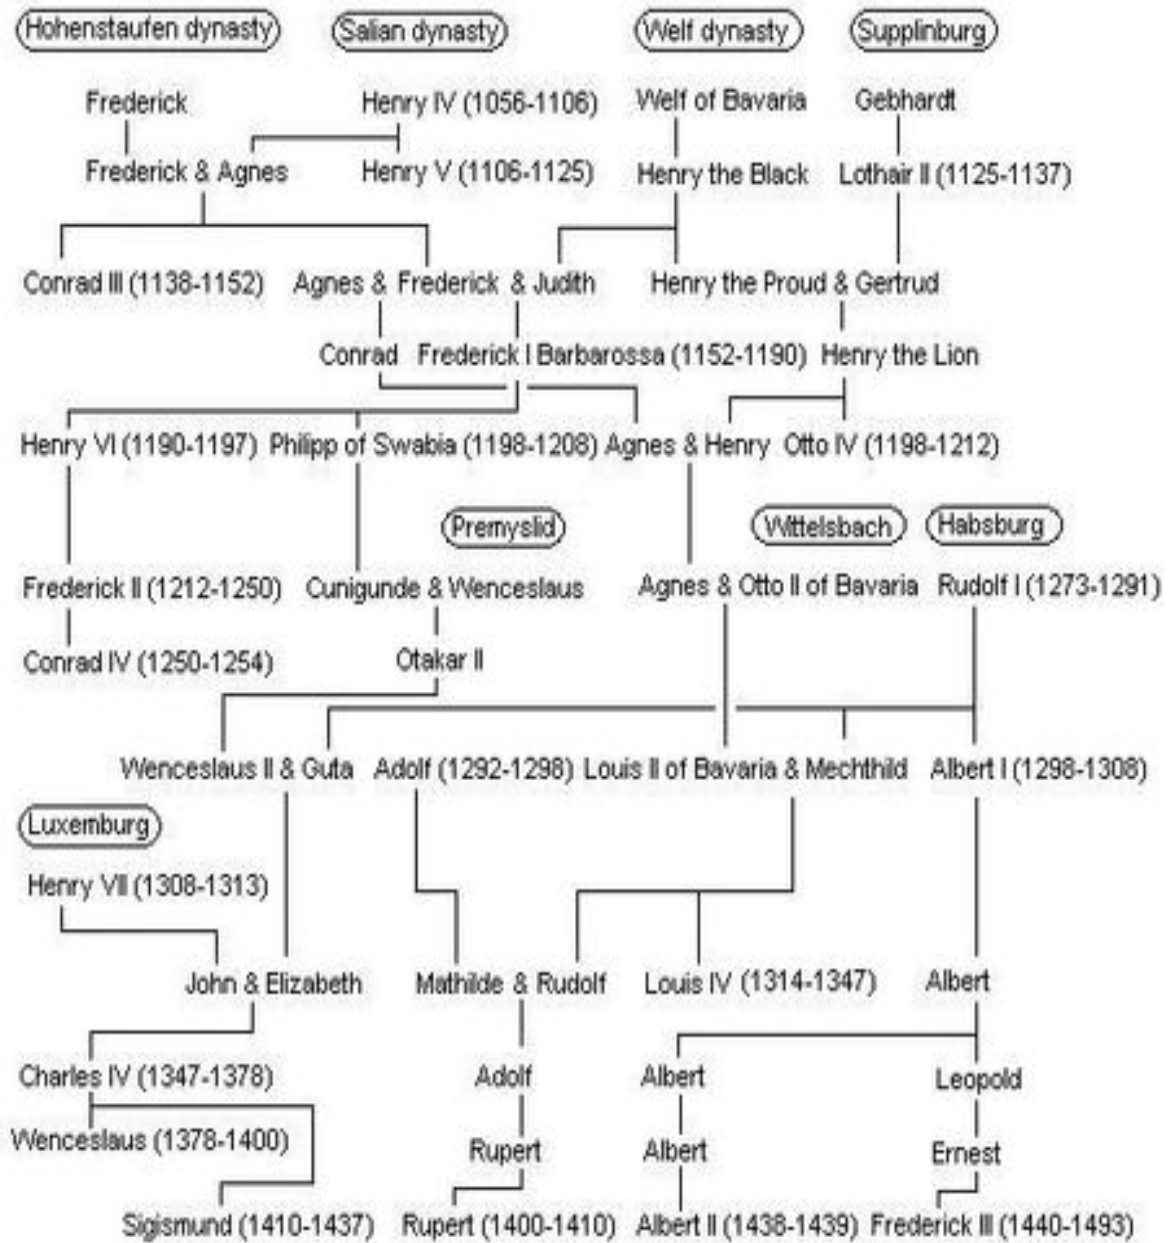 Hohenstaufen dynasty Salian dynasty Welf dynasty Supplinburg
Frederick Henry IV (1056-1106) Welf of Bavaria Gebhardt
Frederick & Agnes Henry V (1106-1125) Henry the Black Lothair II (1125-1137)
Conrad III (1138-1152) Agnes & Frederick & Judith Henry the Proud & Gertrud
Conrad Frederick I Barbarossa (1152-1190) Henry the Lion
Henry VI (1190-1197) Philipp of Swabia (1198-1208) Agnes & Henry Otto IV (1198-1212)
Premyslid Wittelsbach Habsburg
Frederick II (1212-1250) Cunigunde & Wenceslaus Agnes & Otto II of Bavaria Rudolf I (1273-1291)
Conrad IV (1250-1254) Otakar II
Wenceslaus II & Guta Adolf (1292-1298) Louis II of Bavaria & Mechthild Albert I (1298-1308)
Luxemburg
Henry VII (1308-1313)
John & Elizabeth Mathilde & Rudolf Louis IV (1314-1347) Albert
Charles IV (1347-1378) Adolf Albert Leopold
Wenceslaus (1378-1400) Rupert Albert Ernest
Sigismund (1410-1437) Rupert (1400-1410) Albert II (1438-1439) Frederick III (1440-1493)